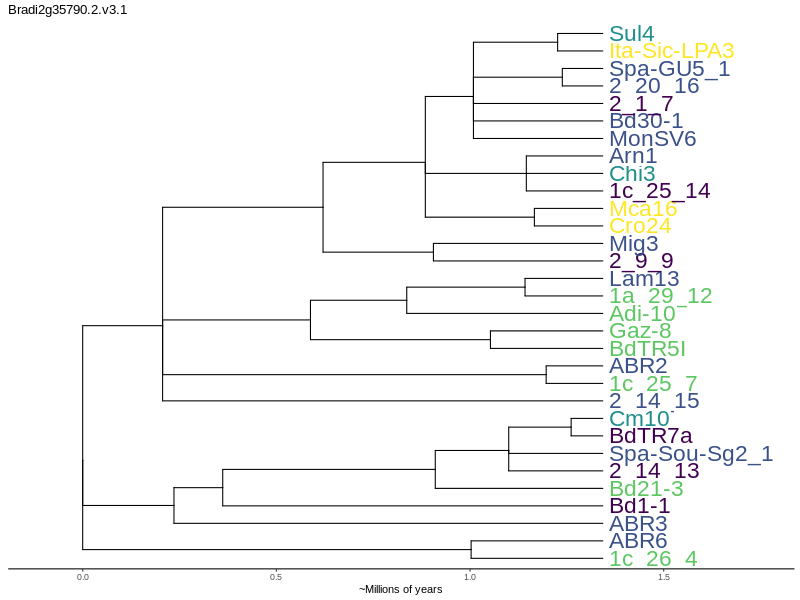 Bradi2g35790.2.v3.1
Sul4
Ita-Sic-LPA3
Spa-GU5_1
2_20_16
2_1_7
Bd30-1
MonSV6
Arn1
Chi3
1c_25_14
Mca16
Cro24
Mig3
2_9_9
Lam13
1a_29_12
Adi-10
Gaz-8
BdTR5I
ABR2
1c_25_7
2_14_15
Cm10
BdTR7a
Spa-Sou-Sg2_1
2_14_13
Bd21-3
Bd1-1
ABR3
ABR6
1c_26_4
0.0 0.5 1.0 1.5
~Millions of years